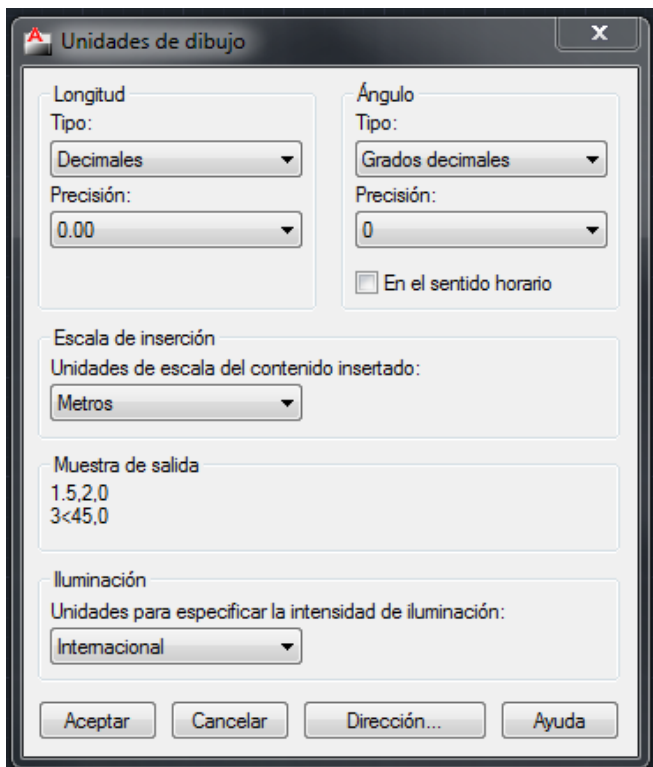 Unidades de dibujo
X
Longitud
Tipo:
Decimales
Precisión:
0.00
Ángulo
Tipo:
Grados decimales
Precisión:
0
En el sentido horario
Escala de inserción
Unidades de escala del contenido insertado:
Metros
Muestra de salida
1.5,2,0
3<45,0
Iluminación
Unidades para especificar la intensidad de iluminación:
Internacional
Aceptar
Cancelar
Dirección...
Ayuda